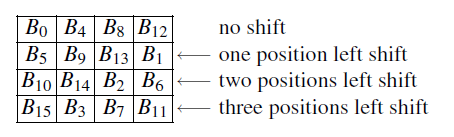 B0 B4 B8 B12 no shift
B5 B9 B13 B1 ← one position left shift
B10 B14 B2 B6 ← two positions left shift
B15 B3 B7 B11 ← three positions left shift